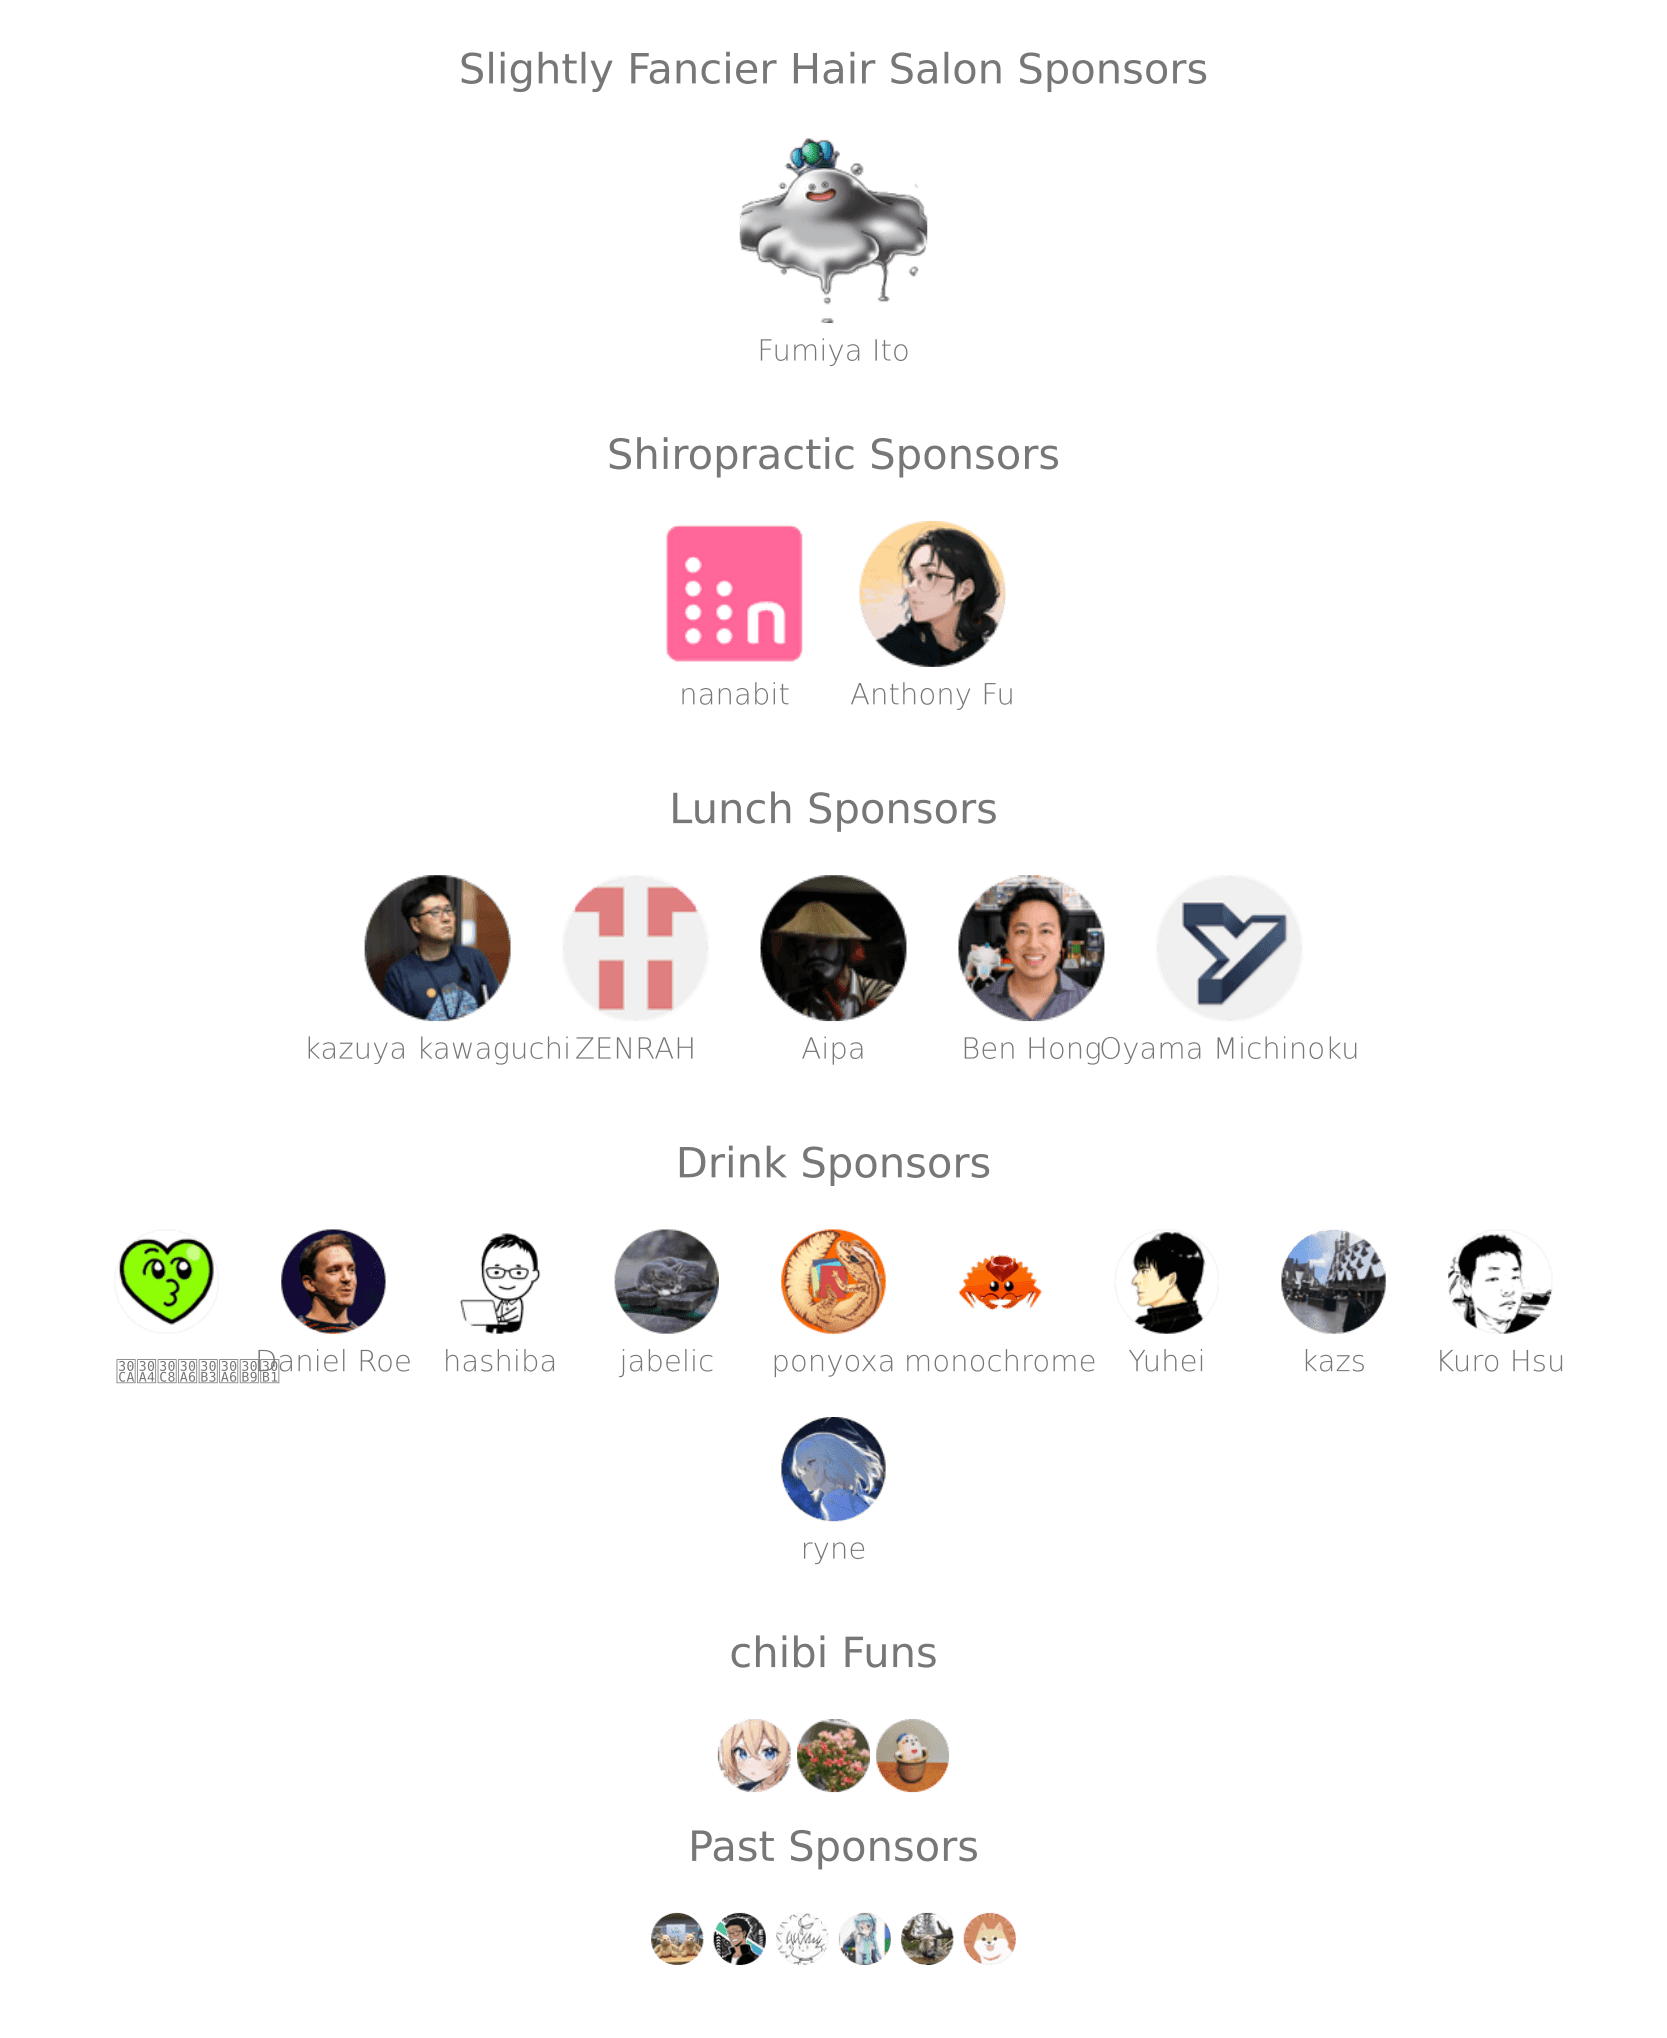 Slightly Fancier Hair Salon Sponsors
Fumiya Ito
Shiropractic Sponsors
nanabit Anthony Fu
Lunch Sponsors
kazuya kawaguchi ZENRAH Aipa Ben Hong Oyama Michinoku
Drink Sponsors
Daniel Roe hashiba jabelic ponyoxa monochrome Yuhei kazs Kuro Hsu
ryne
chibi Funs
Past Sponsors